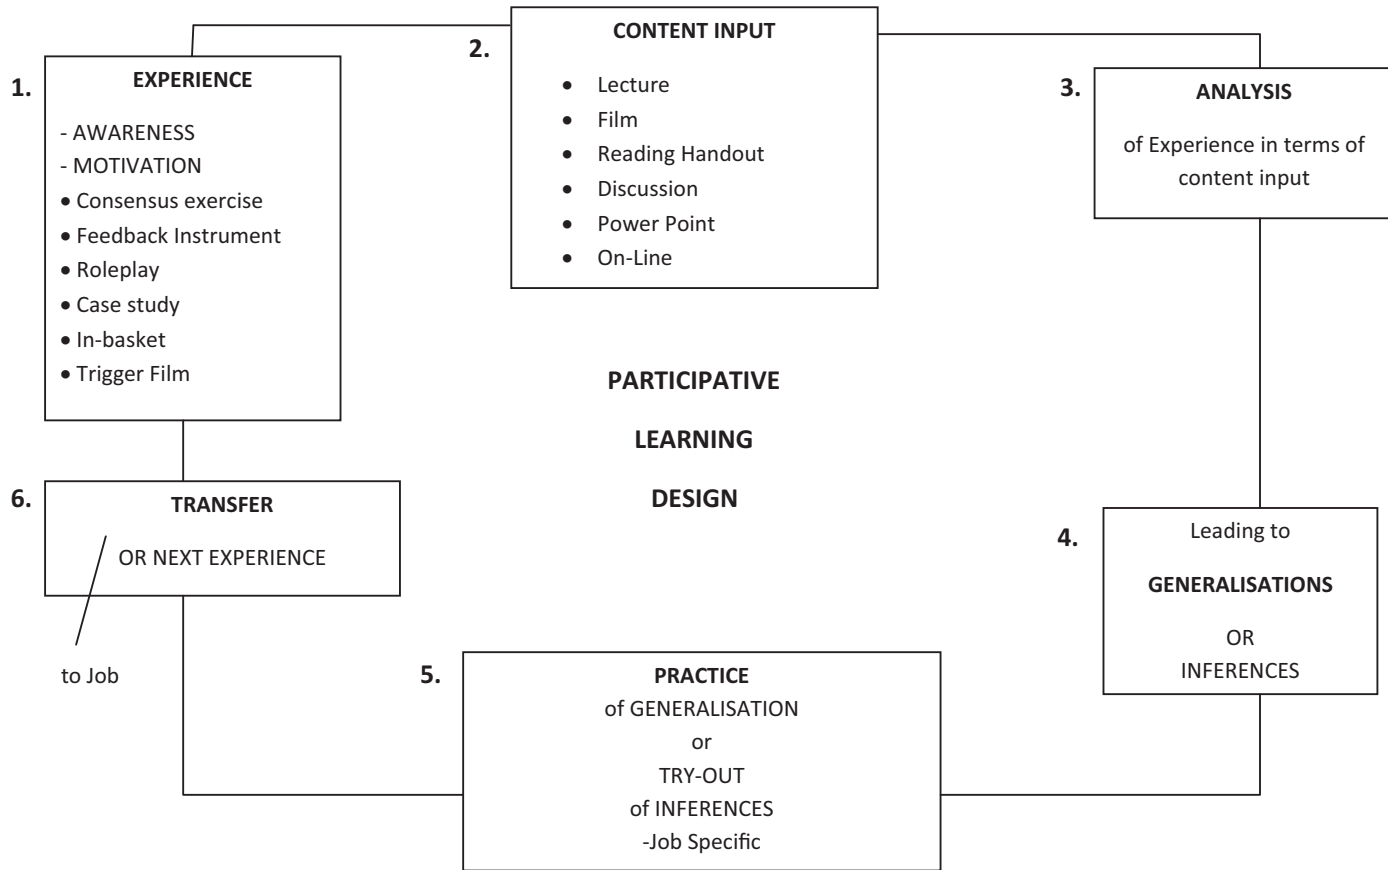 1.
EXPERIENCE
- AWARENESS
- MOTIVATION
• Consensus exercise
• Feedback Instrument
• Roleplay
• Case study
• In-basket
• Trigger Film
2.
CONTENT INPUT
• Lecture
• Film
• Reading Handout
• Discussion
• Power Point
• On-Line
3.
ANALYSIS
of Experience in terms of
content input
PARTICIPATIVE
LEARNING
DESIGN
4.
Leading to
GENERALISATIONS
OR
INFERENCES
5.
PRACTICE
of GENERALISATION
or
TRY-OUT
of INFERENCES
-Job Specific
6.
TRANSFER
OR NEXT EXPERIENCE
to Job